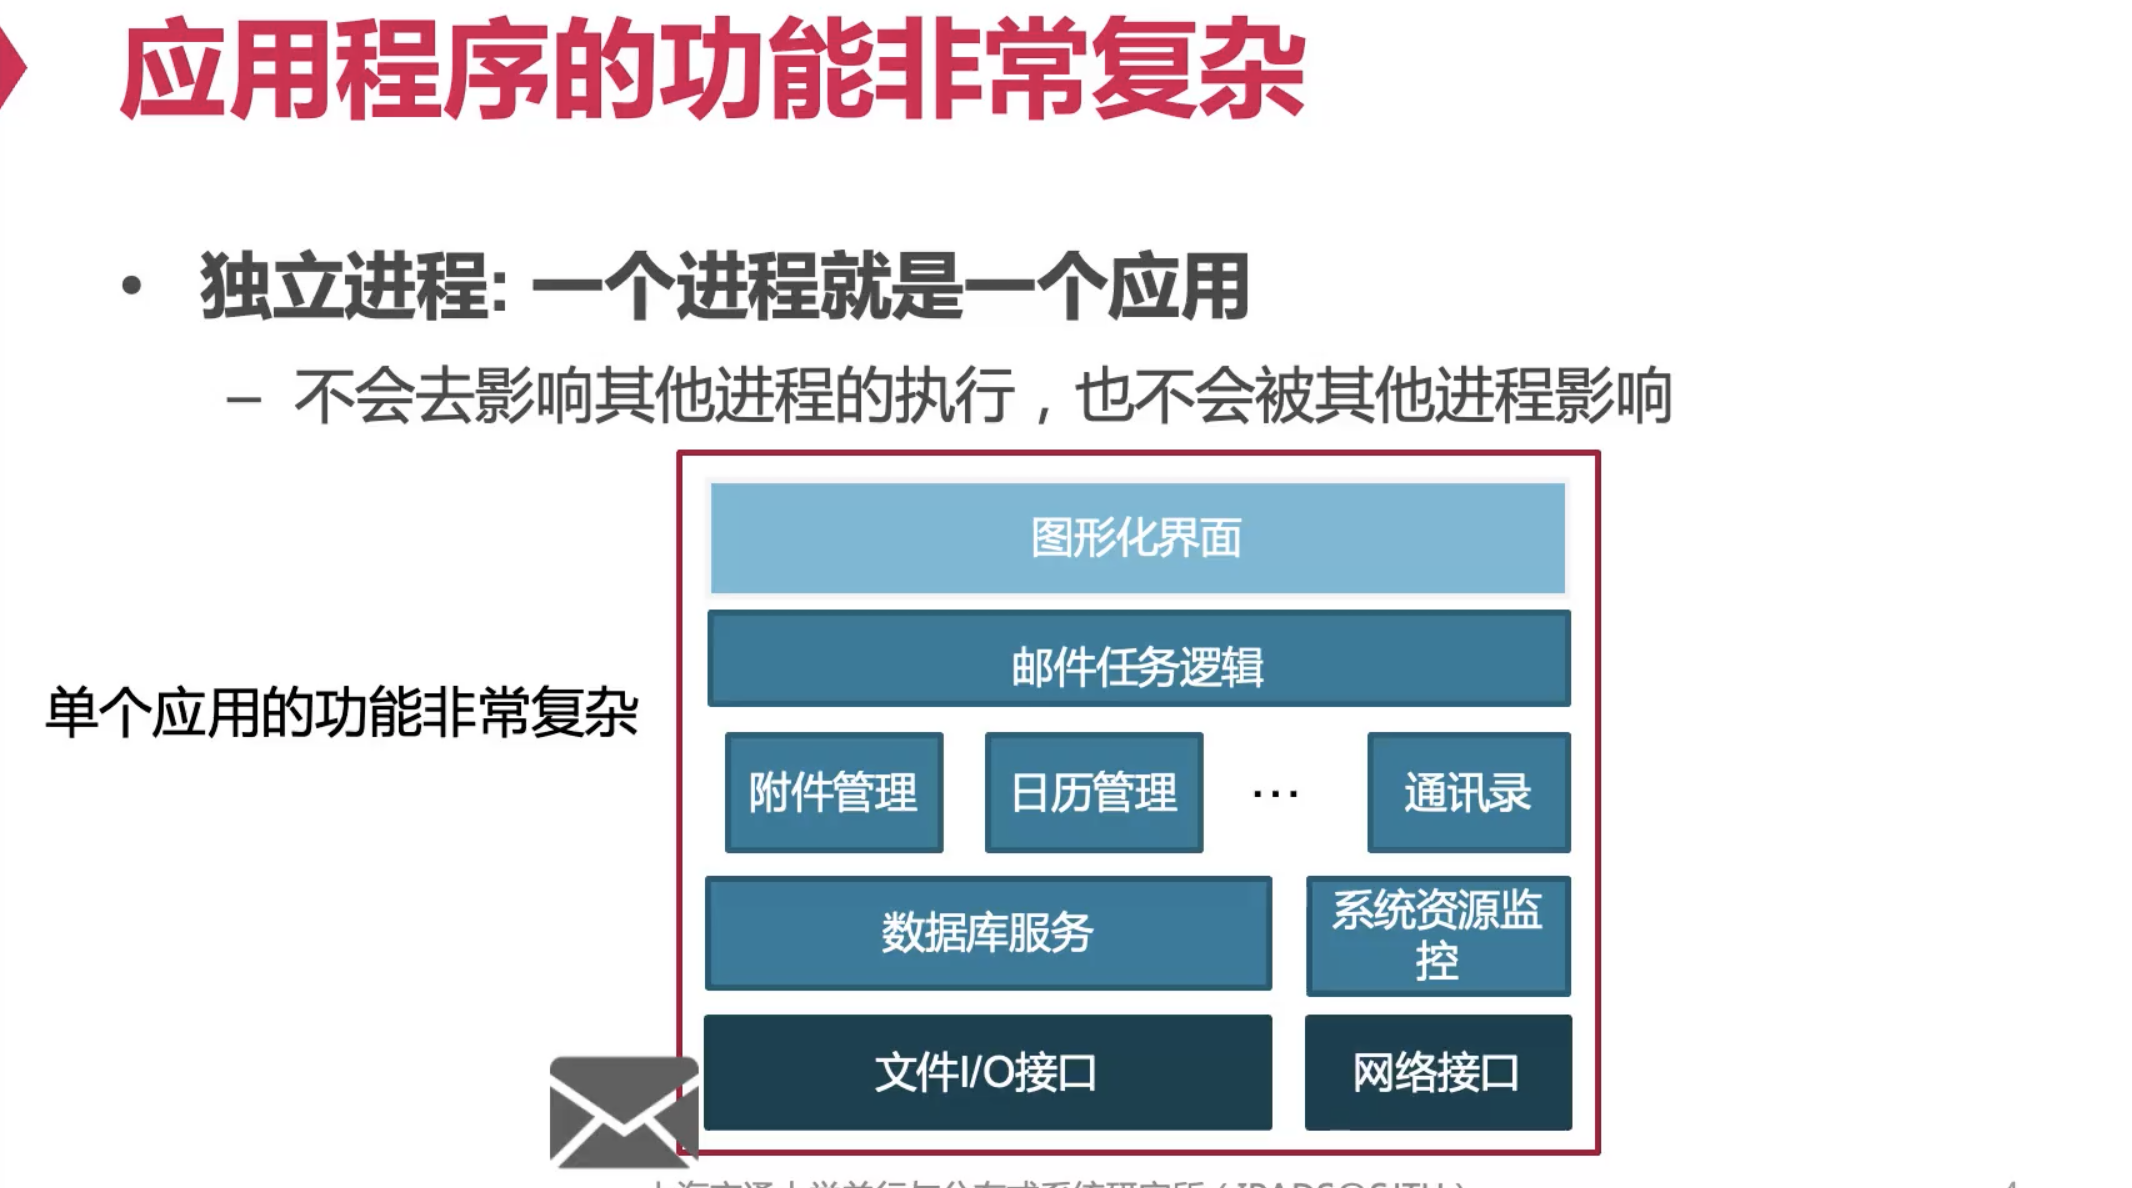 应用程序的功能非常复杂
• 独立进程: 一个进程就是一个应用
– 不会去影响其他进程的执行，也不会被其他进程影响
图形化界面
邮件任务逻辑
单个应用的功能非常复杂
附件管理 日历管理 … 通讯录
数据库服务
系统资源监
控
文件I/O接口 网络接口